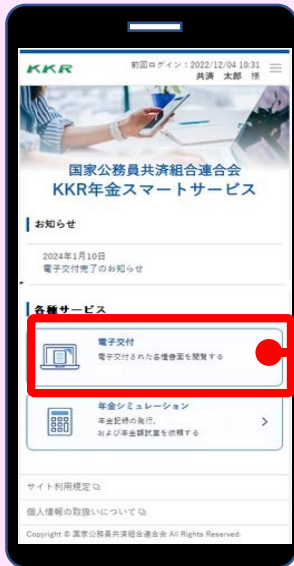 KKR
前回ログイン：2022/12/04 10:31
共済 太郎 様
国家公務員共済組合連合会
KKR年金スマートサービス
お知らせ
2024年1月10日
電子交付完了のお知らせ
各種サービス
電子交付
電子交付された各種書面を閲覧する
年金シミュレーション
年金記録の発行、
および年金額試算を依頼する
サイト利用規定
個人情報の取扱いについて
Copyright © 国家公務員共済組合連合会 All Rights Reserved.